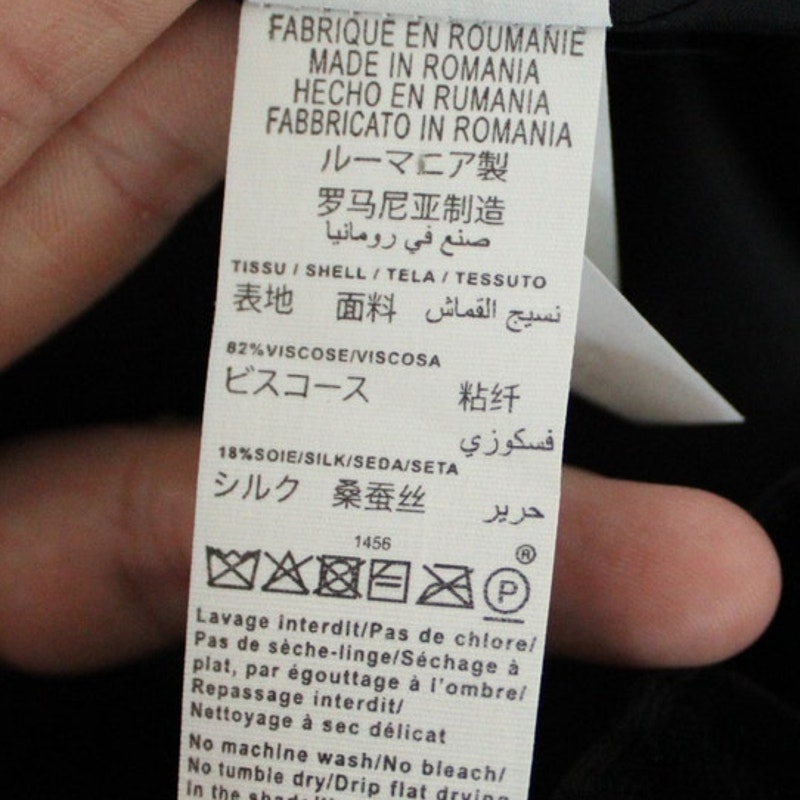 FABRIQUÉ EN ROUMANIE
MADE IN ROMANIA
HECHO EN RUMANIA
FABBRICATO IN ROMANIA
ルーマニア製
罗马尼亚制造
صنع في رومانيا
TISSU / SHELL / TELA / TESSUTO
表地 面料 نسيج القماش
82%VISCOSE/VISCOSA
ビスコース 粘纤
فسكوزي
18%SOIE/SILK/SEDA/SETA
シルク 桑蚕丝 حرير
1456
®
P
Lavage interdit/Pas de chlore/
Pas de sèche-linge/Séchage à
plat, par égouttage à l'ombre/
Repassage interdit/
Nettoyage à sec délicat
No machine wash/No bleach/
No tumble dry/Drip flat drying
in the shade/